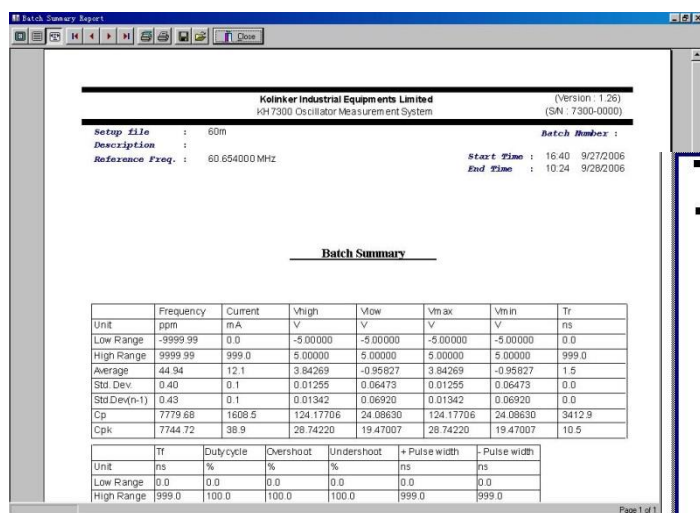 Batch Summary Report
Close
Kolinker Industrial Equipments Limited (Version : 1.26)
KH7300 Oscillator Measurement System (S/N : 7300-0000)
Setup file : 60m Batch Number :
Description :
Reference Freq. : 60.654000 MHz Start Time : 16:40 9/27/2006
End Time : 10:24 9/28/2006
Batch Summary
Frequency Current Vhigh Vlow Vmax Vmin Tr
Unit ppm mA V V V V ns
Low Range -9999.99 0.0 -5.00000 -5.00000 -5.00000 -5.00000 0.0
High Range 9999.99 999.0 5.00000 5.00000 5.00000 5.00000 999.0
Average 44.94 12.1 3.84269 -0.95827 3.84269 -0.95827 1.5
Std. Dev. 0.40 0.1 0.01255 0.06473 0.01255 0.06473 0.0
Std.Dev(n-1) 0.43 0.1 0.01342 0.06920 0.01342 0.06920 0.0
Cp 7779.68 1608.5 124.17706 24.08630 124.17706 24.08630 3412.9
Cpk 7744.72 38.9 28.74220 19.47007 28.74220 19.47007 10.5
Tf Duty cycle Overshoot Undershoot + Pulse width - Pulse width
Unit ns % % % ns ns
Low Range 0.0 0.0 0.0 0.0 0.0 0.0
High Range 999.0 100.0 100.0 100.0 999.0 999.0
Page 1 of 1